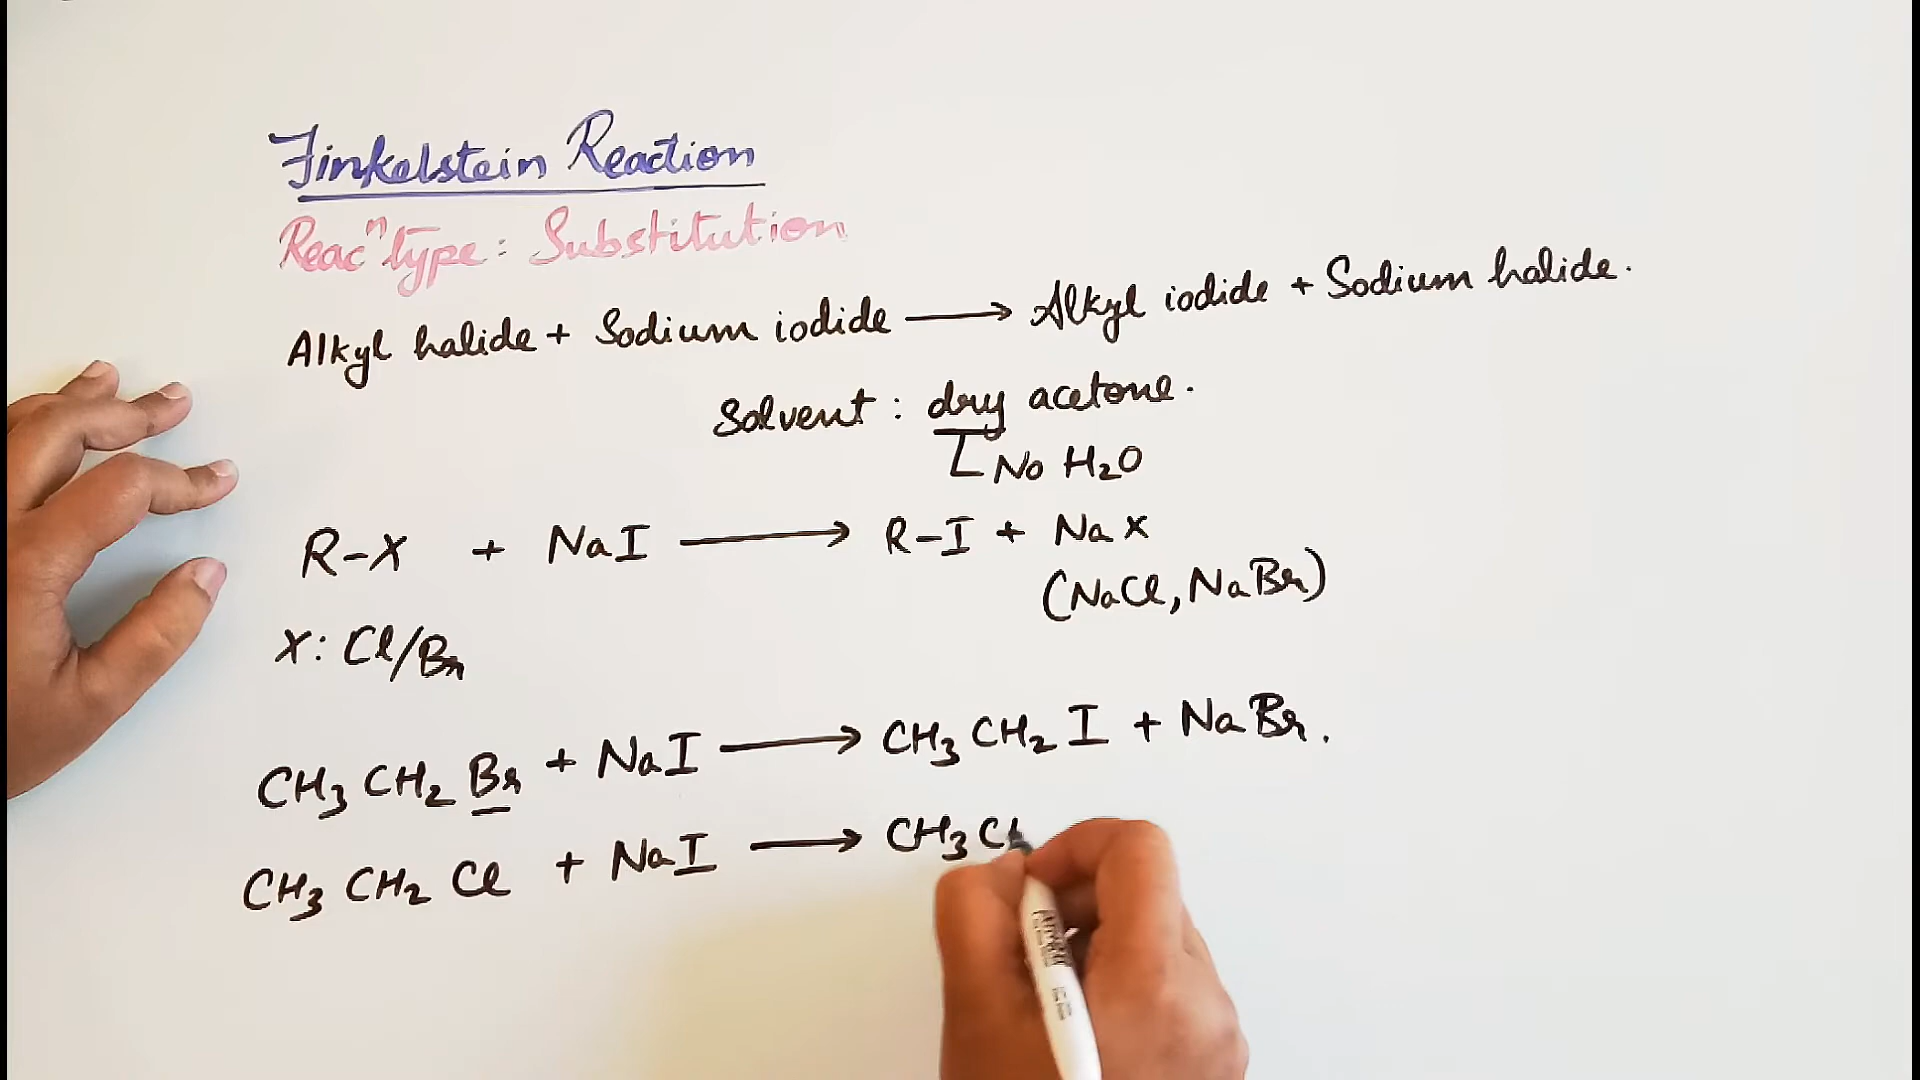 Finkelstein Reaction
Reacⁿ type: Substitution
Alkyl halide + Sodium iodide ⟶ Alkyl iodide + Sodium halide.
Solvent: dry acetone.
No H₂O
R-X + NaI ⟶ R-I + NaX
(NaCl, NaBr)
X: Cl/Br
CH₃CH₂Br + NaI ⟶ CH₃CH₂I + NaBr.
CH₃CH₂Cl + NaI ⟶ CH₃C